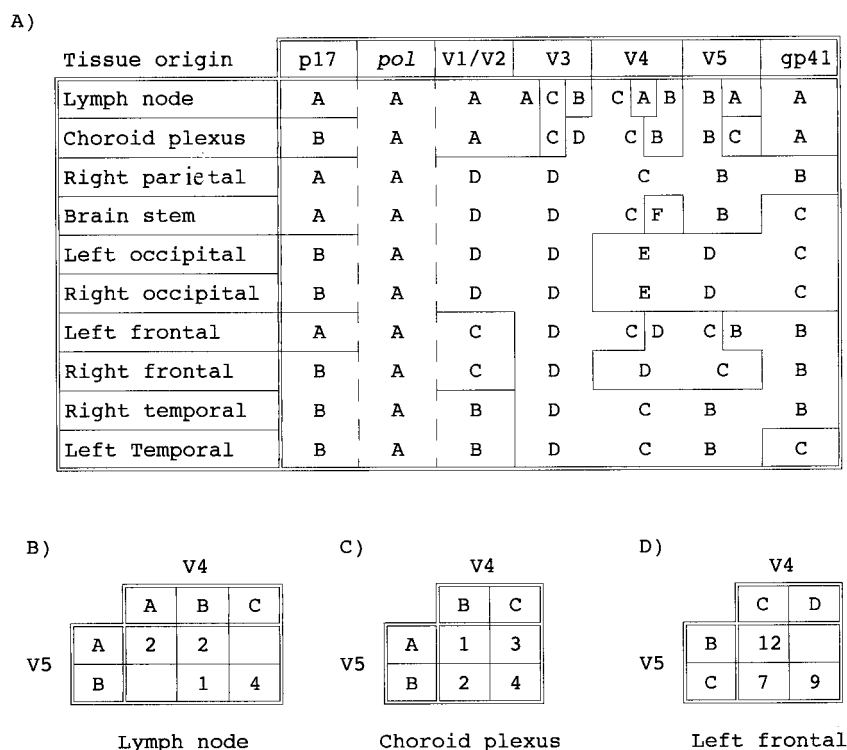 A)
Tissue origin p17 pol V1/V2 V3 V4 V5 gp41
Lymph node A A A A C B C A B B A A
Choroid plexus B A A C D C B B C A
Right parietal A A D D C B B
Brain stem A A D D C F B C
Left occipital B A D D E D C
Right occipital B A D D E D C
Left frontal A A C D C D C B B
Right frontal B A C D D C B
Right temporal B A B D C B B
Left Temporal B A B D C B C
B) C) D)
V4 V4 V4
A B C B C C D
V5 A 2 2 V5 A 1 3 V5 B 12
B 1 4 B 2 4 C 7 9
Lymph node Choroid plexus Left frontal